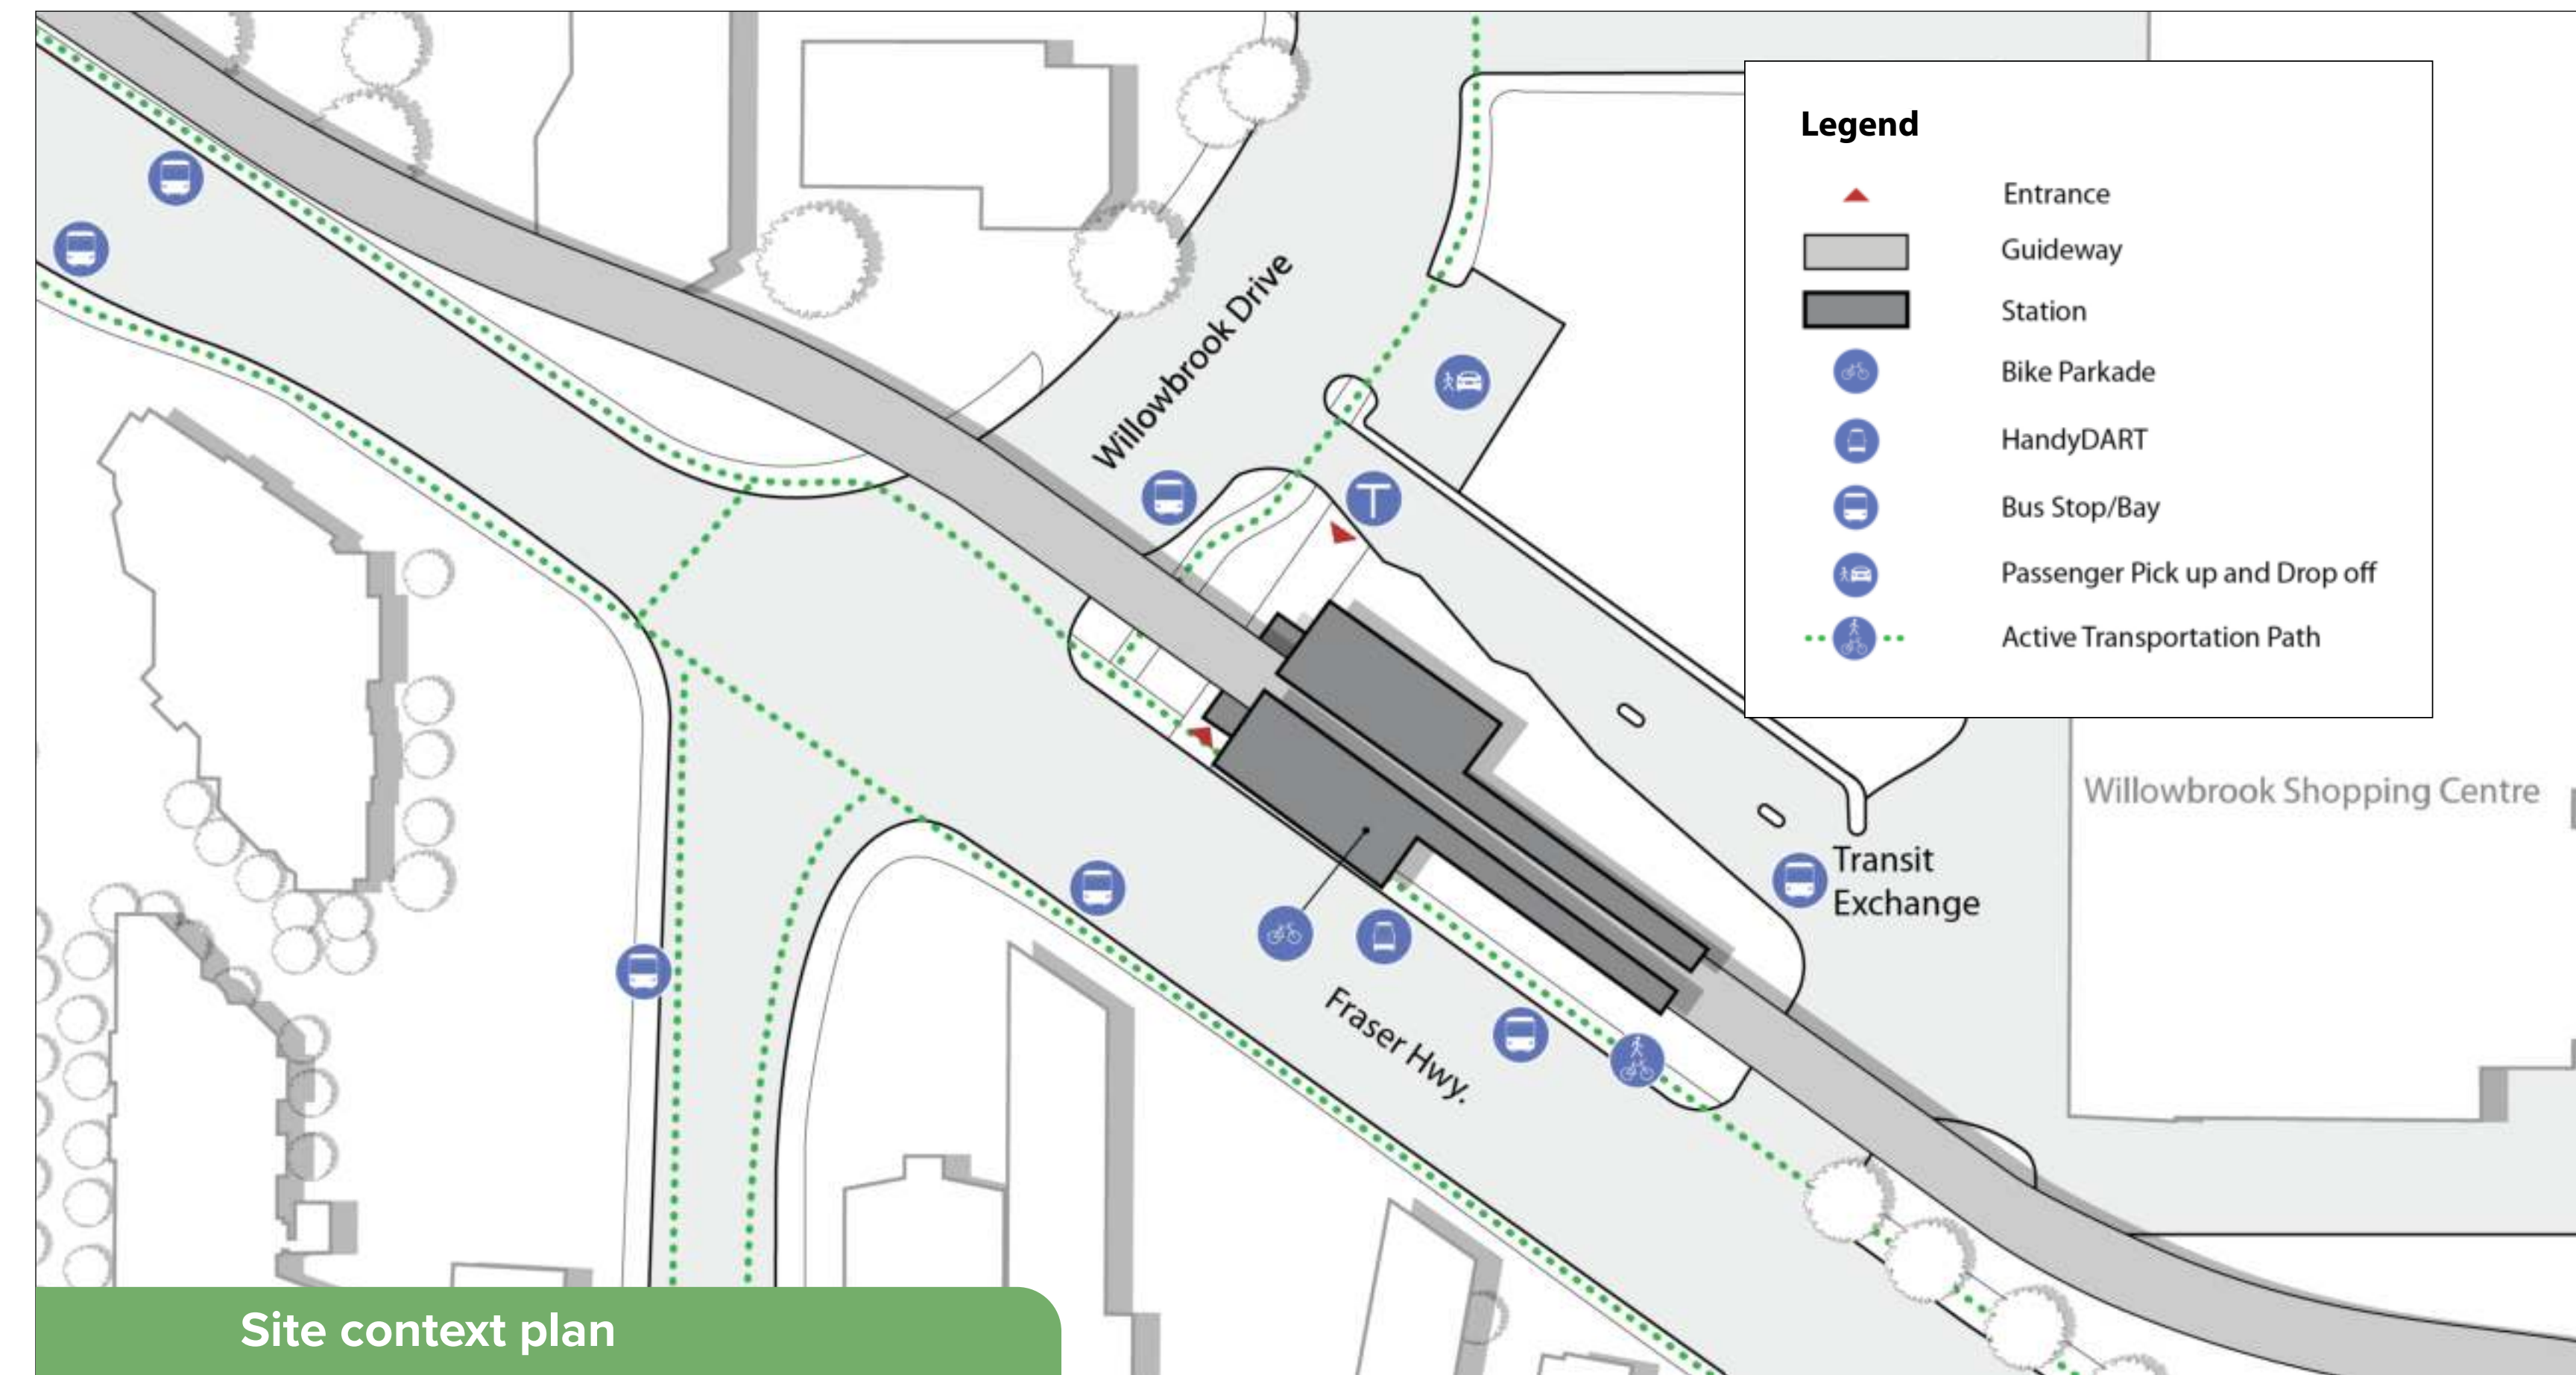 Legend
Entrance
Guideway
Station
Bike Parkade
HandyDART
Bus Stop/Bay
Passenger Pick up and Drop off
Active Transportation Path
Willowbrook Drive
T
Willowbrook Shopping Centre
Transit
Exchange
Fraser Hwy.
Site context plan